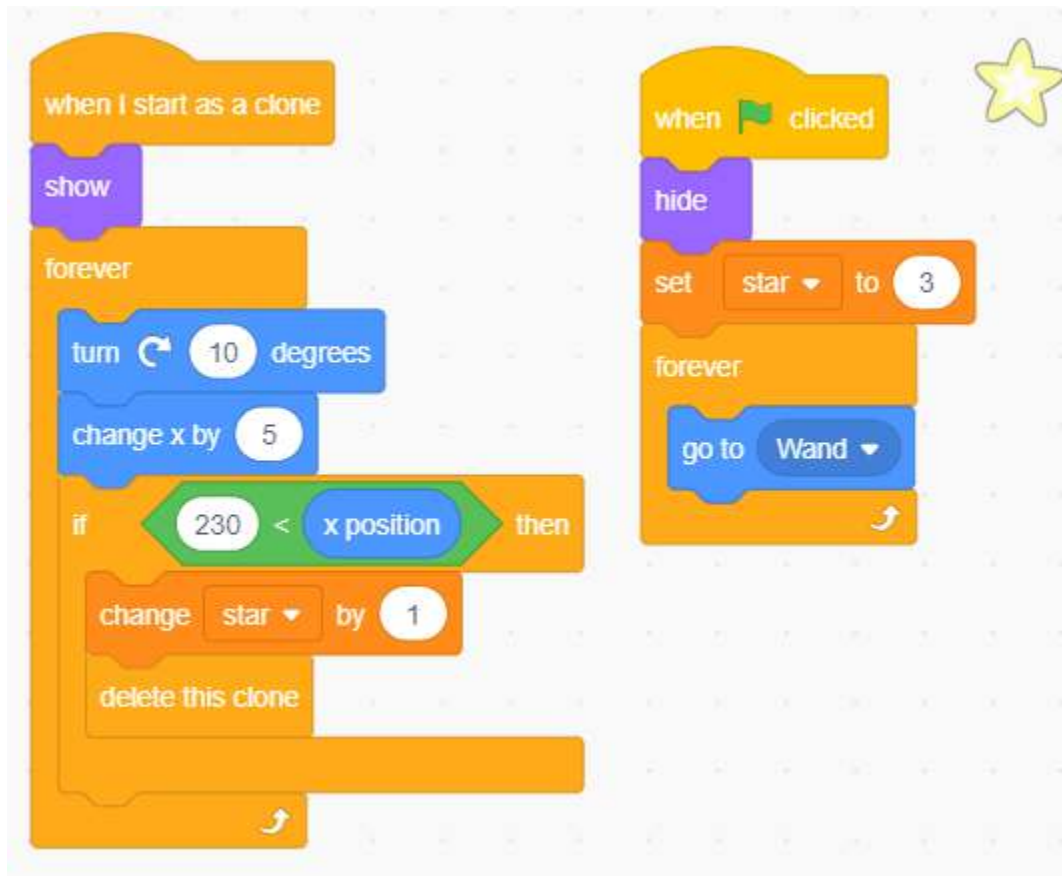 when I start as a clone
show
forever
turn 10 degrees
change x by 5
if 230 < x position then
change star by 1
delete this clone
when clicked
hide
set star to 3
forever
go to Wand